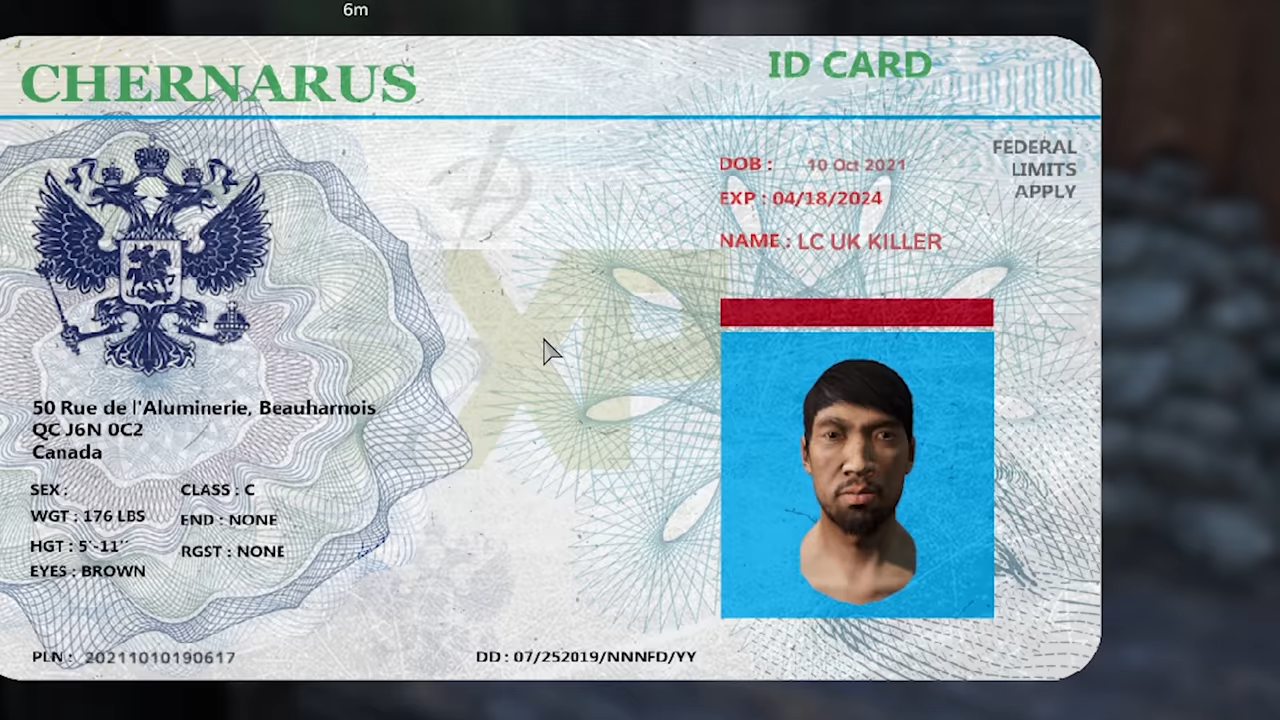 6m
CHERNARUS
ID CARD
FEDERAL
LIMITS
APPLY
DOB : 10 Oct 2021
EXP : 04/18/2024
NAME : LC UK KILLER
XP
50 Rue de l'Aluminerie, Beauharnois
QC J6N 0C2
Canada
SEX : CLASS : C
WGT : 176 LBS END : NONE
HGT : 5'-11'' RGST : NONE
EYES : BROWN
PLN : 20211010190617
DD : 07/252019/NNNFD/YY